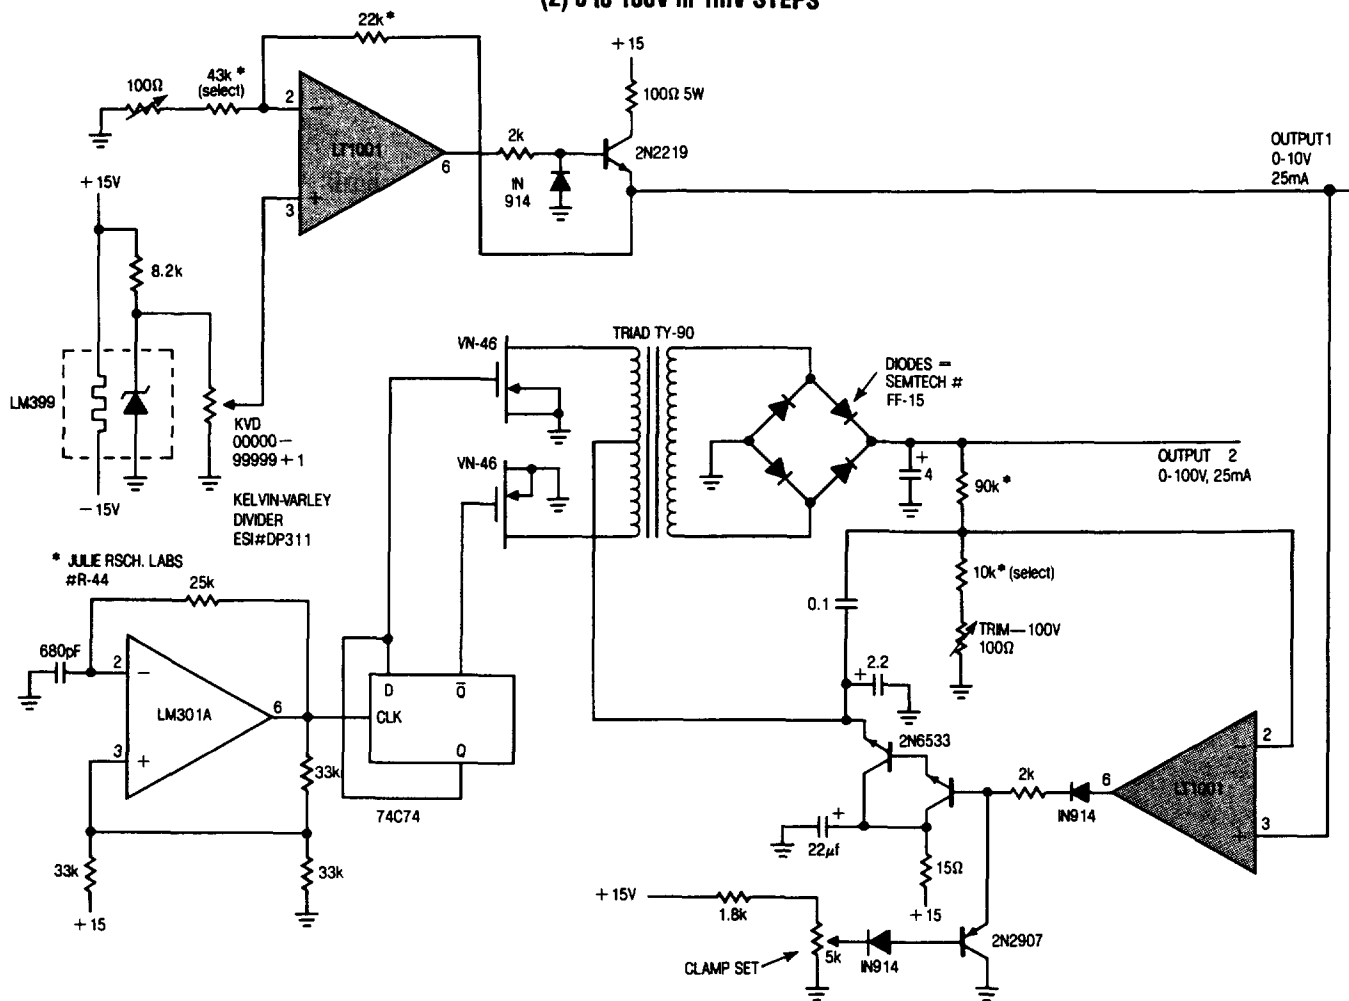 (2) 0 to 100V in 1mV STEPS
22k*
+15
100Ω
43k*
(select)
100Ω 5W
2
−
LT1001
6
+
3
2k
IN
914
2N2219
OUTPUT 1
0-10V
25mA
+15V
8.2k
LM399
−15V
KVD
00000−
99999+1
KELVIN-VARLEY
DIVIDER
ESI#DP311
VN-46
TRIAD TY-90
VN-46
DIODES =
SEMTECH #
FF-15
+
4
OUTPUT 2
0-100V, 25mA
90k*
10k* (select)
TRIM—100V
100Ω
0.1
+ 2.2
* JULIE RSCH. LABS
#R-44
25k
680pF
2
−
LM301A
6
3
+
33k
33k
33k
+15
D
Q̅
CLK
Q
74C74
2N6533
2k
IN914
6
LT1001
2
−
3
+
+
22µf
15Ω
+15
+15V
1.8k
5k
CLAMP SET
IN914
2N2907